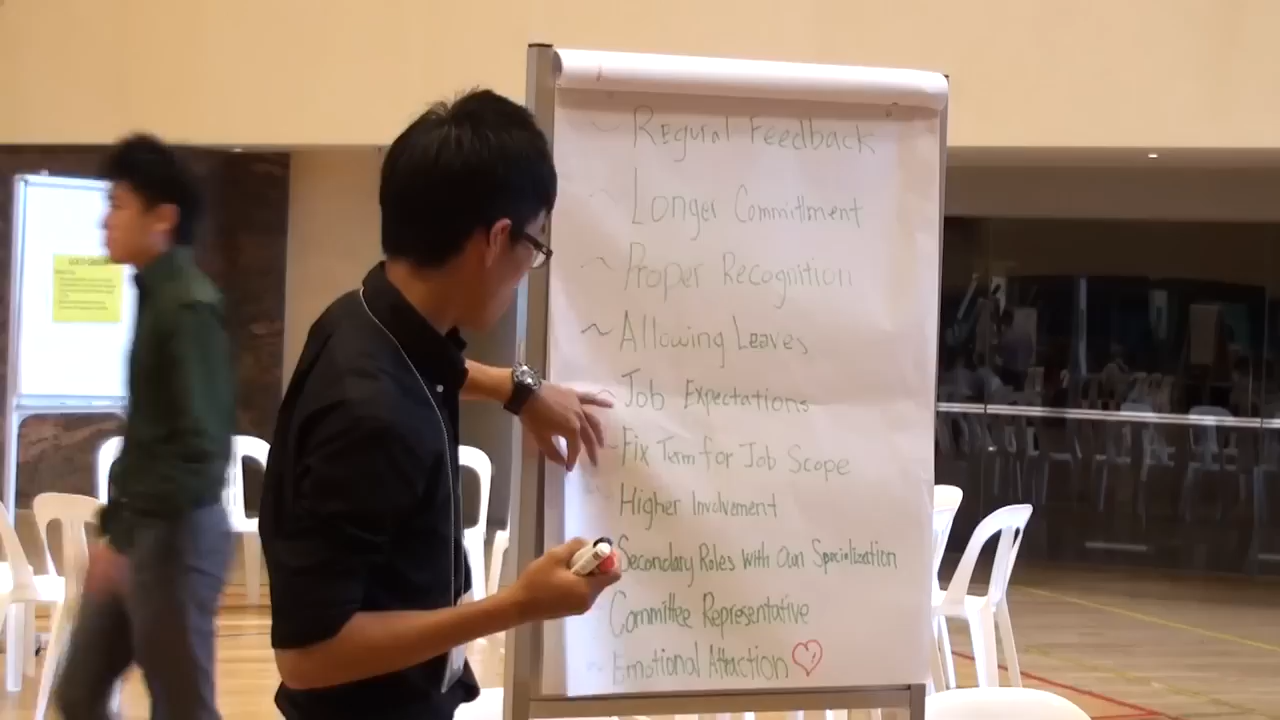 ~ Regural Feedback
~ Longer Committment
~ Proper Recognition
~ Allowing Leaves
~ Job Expectations
~ Fix Term for Job Scope
Higher Involvement
Secondary Roles with Own Specialization
Committee Representative
~ Emotional Attraction